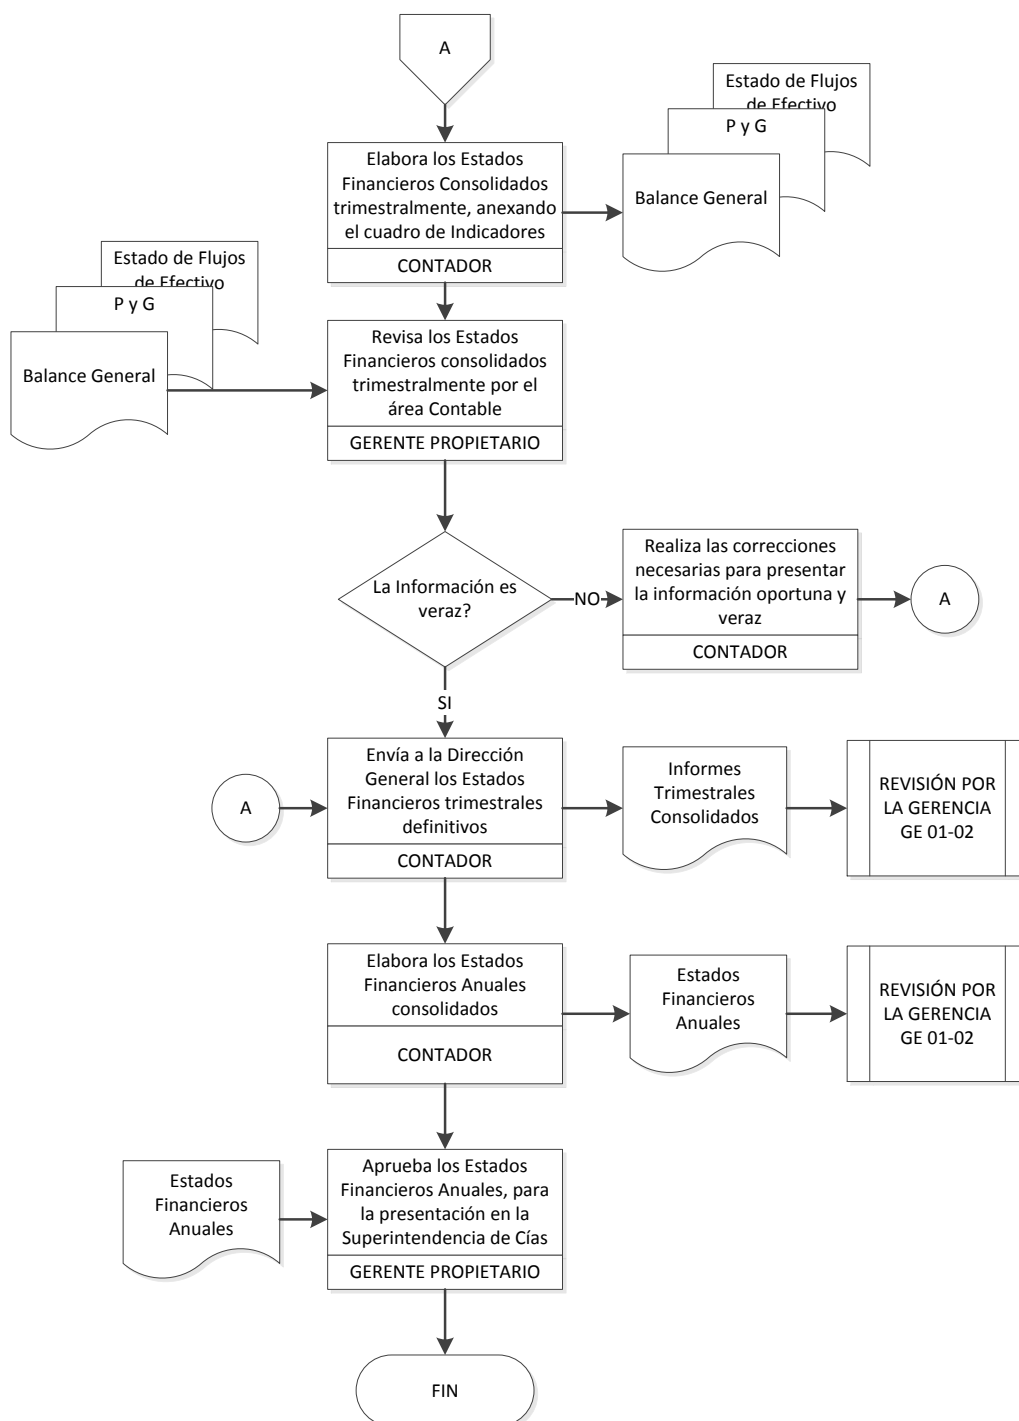 A
Estado de Flujos
de Efectivo
P y G
Balance General
Elabora los Estados
Financieros Consolidados
trimestralmente, anexando
el cuadro de Indicadores
CONTADOR
Estado de Flujos
de Efectivo
P y G
Balance General
Revisa los Estados
Financieros consolidados
trimestralmente por el
área Contable
GERENTE PROPIETARIO
La Información es
veraz?
NO
Realiza las correcciones
necesarias para presentar
la información oportuna y
veraz
CONTADOR
A
SI
A
Envía a la Dirección
General los Estados
Financieros trimestrales
definitivos
CONTADOR
Informes
Trimestrales
Consolidados
REVISIÓN POR
LA GERENCIA
GE 01-02
Elabora los Estados
Financieros Anuales
consolidados
CONTADOR
Estados
Financieros
Anuales
REVISIÓN POR
LA GERENCIA
GE 01-02
Estados
Financieros
Anuales
Aprueba los Estados
Financieros Anuales, para
la presentación en la
Superintendencia de Cías
GERENTE PROPIETARIO
FIN